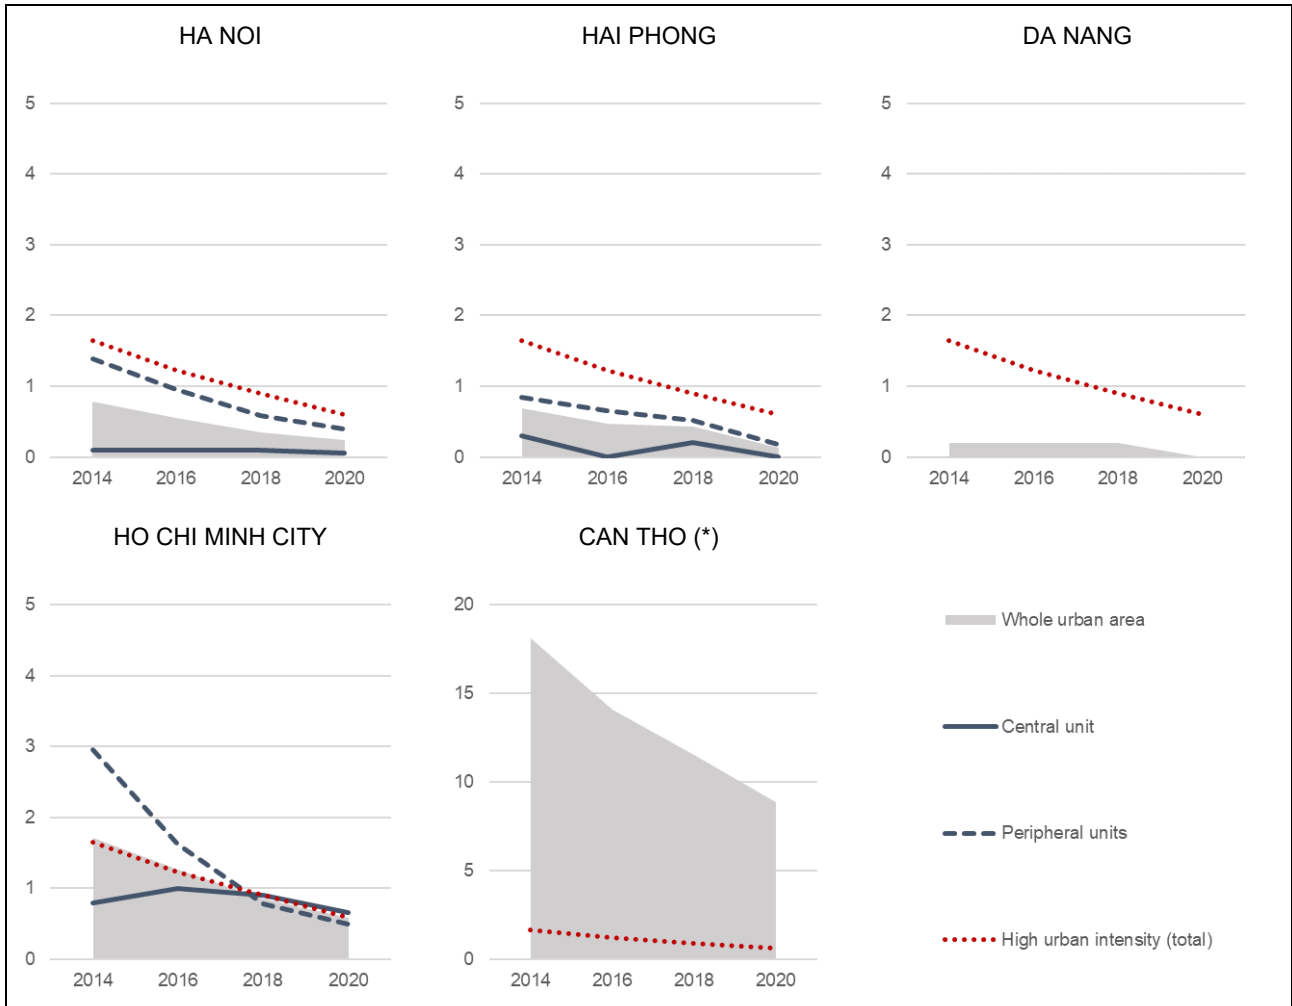 HA NOI
5
4
3
2
1
0
2014 2016 2018 2020
HAI PHONG
5
4
3
2
1
0
2014 2016 2018 2020
DA NANG
5
4
3
2
1
0
2014 2016 2018 2020
HO CHI MINH CITY
5
4
3
2
1
0
2014 2016 2018 2020
CAN THO (*)
20
15
10
5
0
2014 2016 2018 2020
Whole urban area
Central unit
Peripheral units
High urban intensity (total)